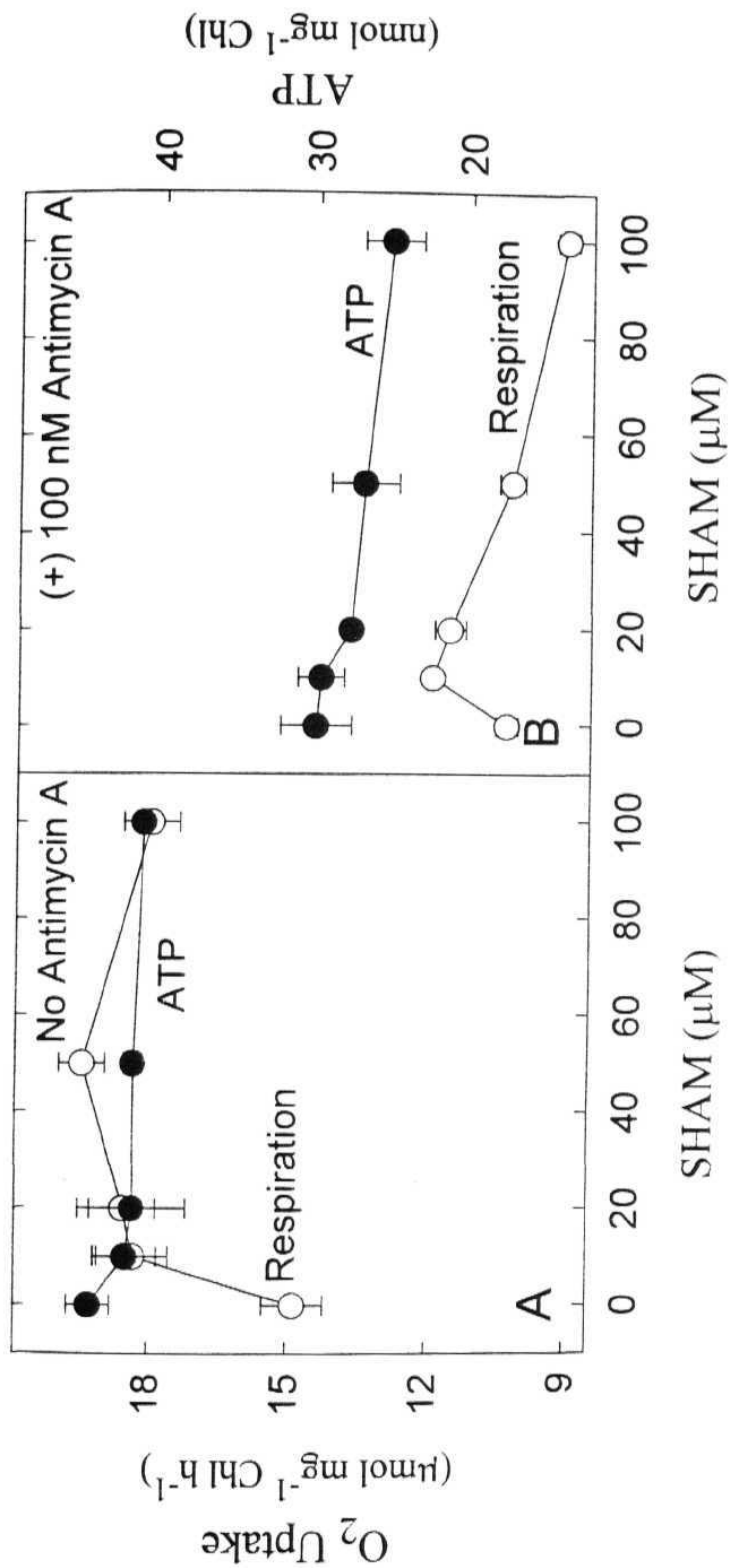 O₂ Uptake
(μmol mg⁻¹ Chl h⁻¹)
18
15
12
9
No Antimycin A
ATP
Respiration
A
0 20 40 60 80 100
SHAM (μM)
(+) 100 nM Antimycin A
ATP
Respiration
B
0 20 40 60 80 100
SHAM (μM)
40
30
20
ATP
(nmol mg⁻¹ Chl)